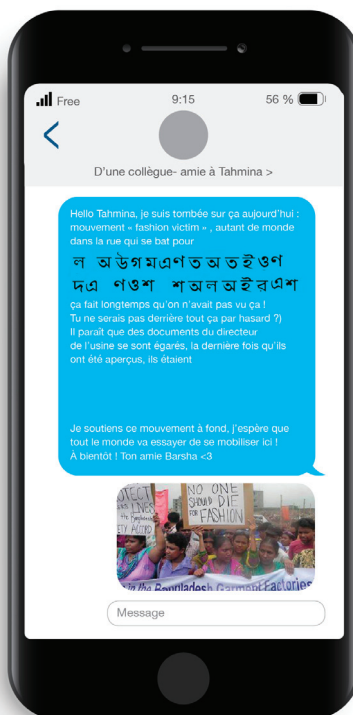 Free 9:15 56 %
D'une collègue- amie à Tahmina >
Hello Tahmina, je suis tombée sur ça aujourd'hui :
mouvement « fashion victim » , autant de monde
dans la rue qui se bat pour
ল অউগমএণতঅতইওণ
দএ ণওশ শঅলঅইরএশ
ça fait longtemps qu'on n'avait pas vu ça !
Tu ne serais pas derrière tout ça par hasard ?)
Il paraît que des documents du directeur
de l'usine se sont égarés, la dernière fois qu'ils
ont été aperçus, ils étaient
Je soutiens ce mouvement à fond, j'espère que
tout le monde va essayer de se mobiliser ici !
À bientôt ! Ton amie Barsha <3
NO ONE
SHOULD DIE
FOR FASHION
in the Bangladesh Garment Factories
Message